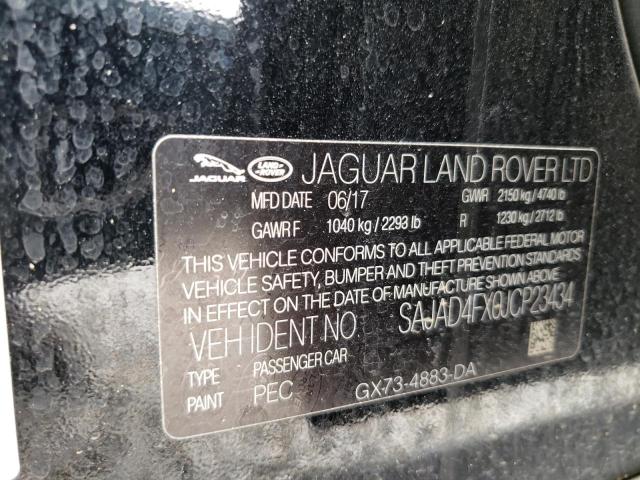 JAGUAR LAND-ROVER JAGUAR LAND ROVER LTD
MFD DATE 06/17 GVWR 2150 kg / 4740 lb
GAWR F 1040 kg / 2293 lb R 1230 kg / 2712 lb
THIS VEHICLE CONFORMS TO ALL APPLICABLE FEDERAL MOTOR
VEHICLE SAFETY, BUMPER AND THEFT PREVENTION STANDARDS
IN EFFECT ON THE DATE OF MANUFACTURE SHOWN ABOVE.
VEH IDENT NO SAJAD4FX0JCP23434
TYPE PASSENGER CAR
PAINT PEC GX73-4883-DA